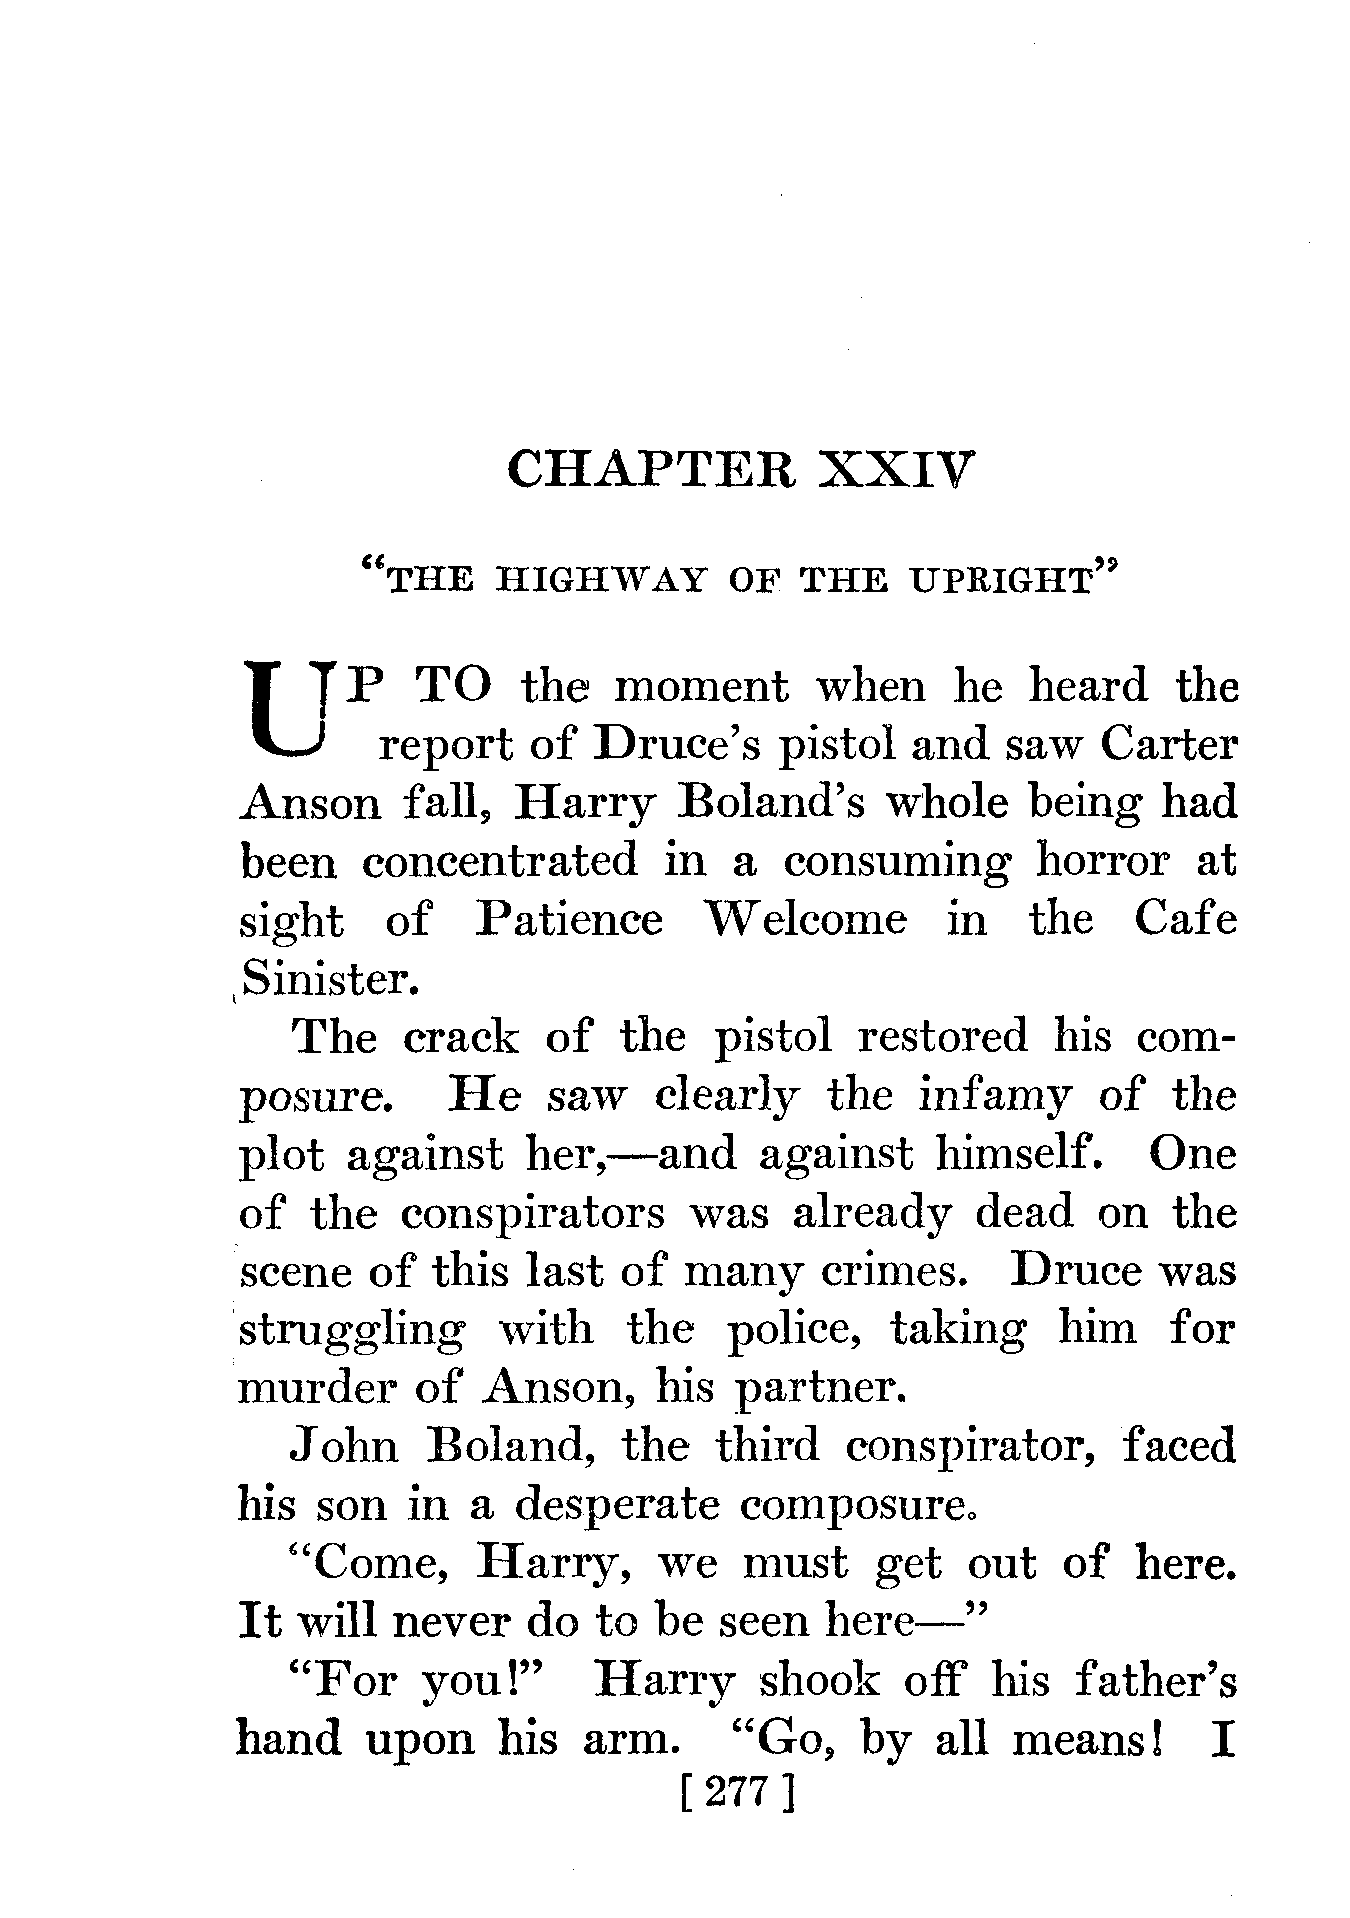 CHAPTER XXIV
“THE HIGHWAY OF THE UPRIGHT”
UP TO the moment when he heard the
report of Druce’s pistol and saw Carter
Anson fall, Harry Boland’s whole being had
been concentrated in a consuming horror at
sight of Patience Welcome in the Cafe
Sinister.
The crack of the pistol restored his com-
posure. He saw clearly the infamy of the
plot against her,—and against himself. One
of the conspirators was already dead on the
scene of this last of many crimes. Druce was
struggling with the police, taking him for
murder of Anson, his partner.
John Boland, the third conspirator, faced
his son in a desperate composure.
“Come, Harry, we must get out of here.
It will never do to be seen here—”
“For you!” Harry shook off his father’s
hand upon his arm. “Go, by all means! I
[ 277 ]